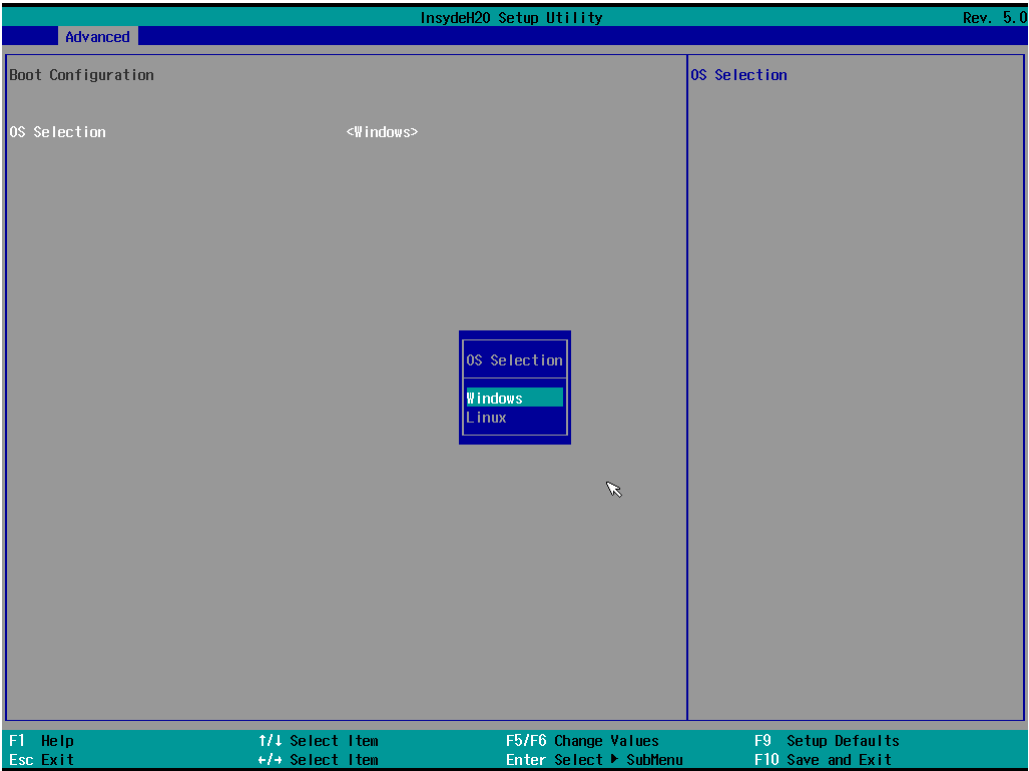 InsydeH2O Setup Utility Rev. 5.0
Advanced
Boot Configuration
OS Selection
OS Selection <Windows>
OS Selection
Windows
Linux
F1 Help ↑/↓ Select Item F5/F6 Change Values F9 Setup Defaults
Esc Exit ←/→ Select Item Enter Select ▶ SubMenu F10 Save and Exit